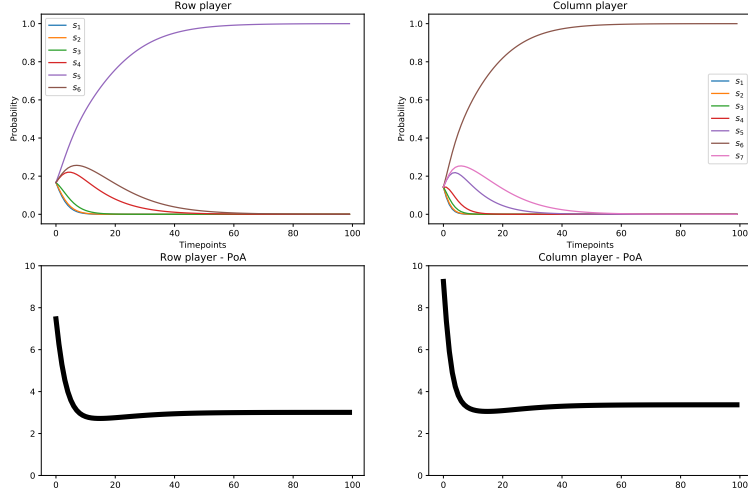 Row player
1.0
0.8
0.6
0.4
0.2
0.0
Probability
s1
s2
s3
s4
s5
s6
0 20 40 60 80 100
Timepoints
Column player
1.0
0.8
0.6
0.4
0.2
0.0
Probability
s1
s2
s3
s4
s5
s6
s7
0 20 40 60 80 100
Timepoints
Row player - PoA
10
8
6
4
2
0
0 20 40 60 80 100
Column player - PoA
10
8
6
4
2
0
0 20 40 60 80 100